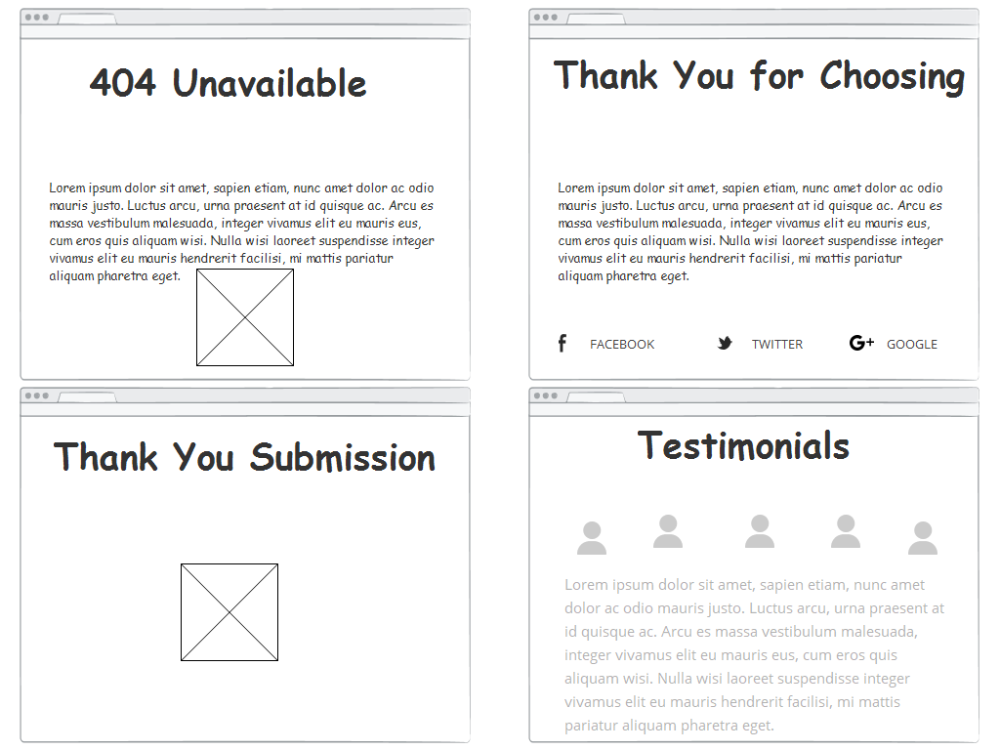 404 Unavailable
Lorem ipsum dolor sit amet, sapien etiam, nunc amet dolor ac odio
mauris justo. Luctus arcu, urna praesent at id quisque ac. Arcu es
massa vestibulum malesuada, integer vivamus elit eu mauris eus,
cum eros quis aliquam wisi. Nulla wisi laoreet suspendisse integer
vivamus elit eu mauris hendrerit facilisi, mi mattis pariatur
aliquam pharetra eget.
Thank You for Choosing
Lorem ipsum dolor sit amet, sapien etiam, nunc amet dolor ac odio
mauris justo. Luctus arcu, urna praesent at id quisque ac. Arcu es
massa vestibulum malesuada, integer vivamus elit eu mauris eus,
cum eros quis aliquam wisi. Nulla wisi laoreet suspendisse integer
vivamus elit eu mauris hendrerit facilisi, mi mattis pariatur
aliquam pharetra eget.
FACEBOOK TWITTER G+ GOOGLE
Thank You Submission
Testimonials
Lorem ipsum dolor sit amet, sapien etiam, nunc amet
dolor ac odio mauris justo. Luctus arcu, urna praesent at
id quisque ac. Arcu es massa vestibulum malesuada,
integer vivamus elit eu mauris eus, cum eros quis
aliquam wisi. Nulla wisi laoreet suspendisse integer
vivamus elit eu mauris hendrerit facilisi, mi mattis
pariatur aliquam pharetra eget.